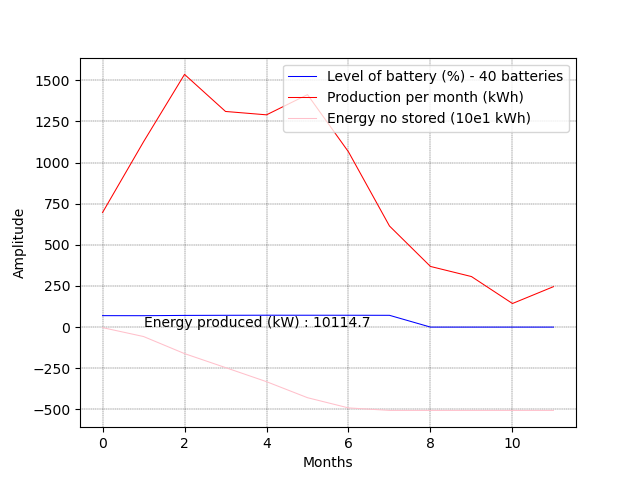 Level of battery (%) - 40 batteries
Production per month (kWh)
Energy no stored (10e1 kWh)
1500
1250
1000
750
500
250
0
−250
−500
Amplitude
Energy produced (kW) : 10114.7
0 2 4 6 8 10
Months